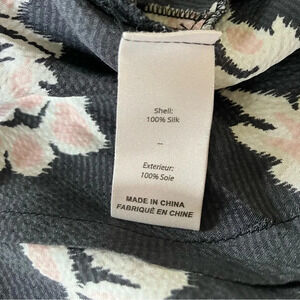 Shell:
100% Silk
–
Exterieur:
100% Soie
MADE IN CHINA
FABRIQUÉ EN CHINE